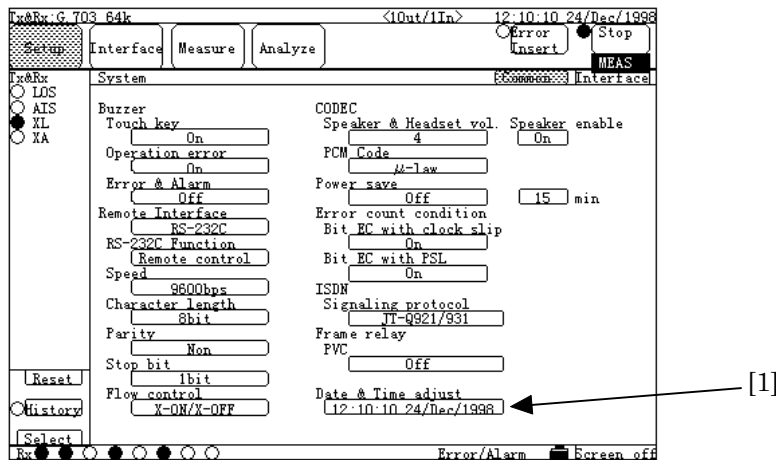 Tx&Rx:G.703 64k <1Out/1In> 12:10:10 24/Dec/1998
Setup Interface Measure Analyze Error Insert Stop
MEAS
Tx&Rx System Common Interface
LOS
AIS
XL
XA
Buzzer
Touch key
On
Operation error
On
Error & Alarm
Off
Remote Interface
RS-232C
RS-232C Function
Remote control
Speed
9600bps
Character length
8bit
Parity
Non
Stop bit
1bit
Flow control
X-ON/X-OFF
CODEC
Speaker & Headset vol. Speaker enable
4 On
PCM Code
μ-law
Power save
Off 15 min
Error count condition
Bit EC with clock slip
On
Bit EC with PSL
On
ISDN
Signaling protocol
JT-Q921/931
Frame relay
PVC
Off
Date & Time adjust
12:10:10 24/Dec/1998
[1]
Reset
History
Select
Rx Error/Alarm Screen off